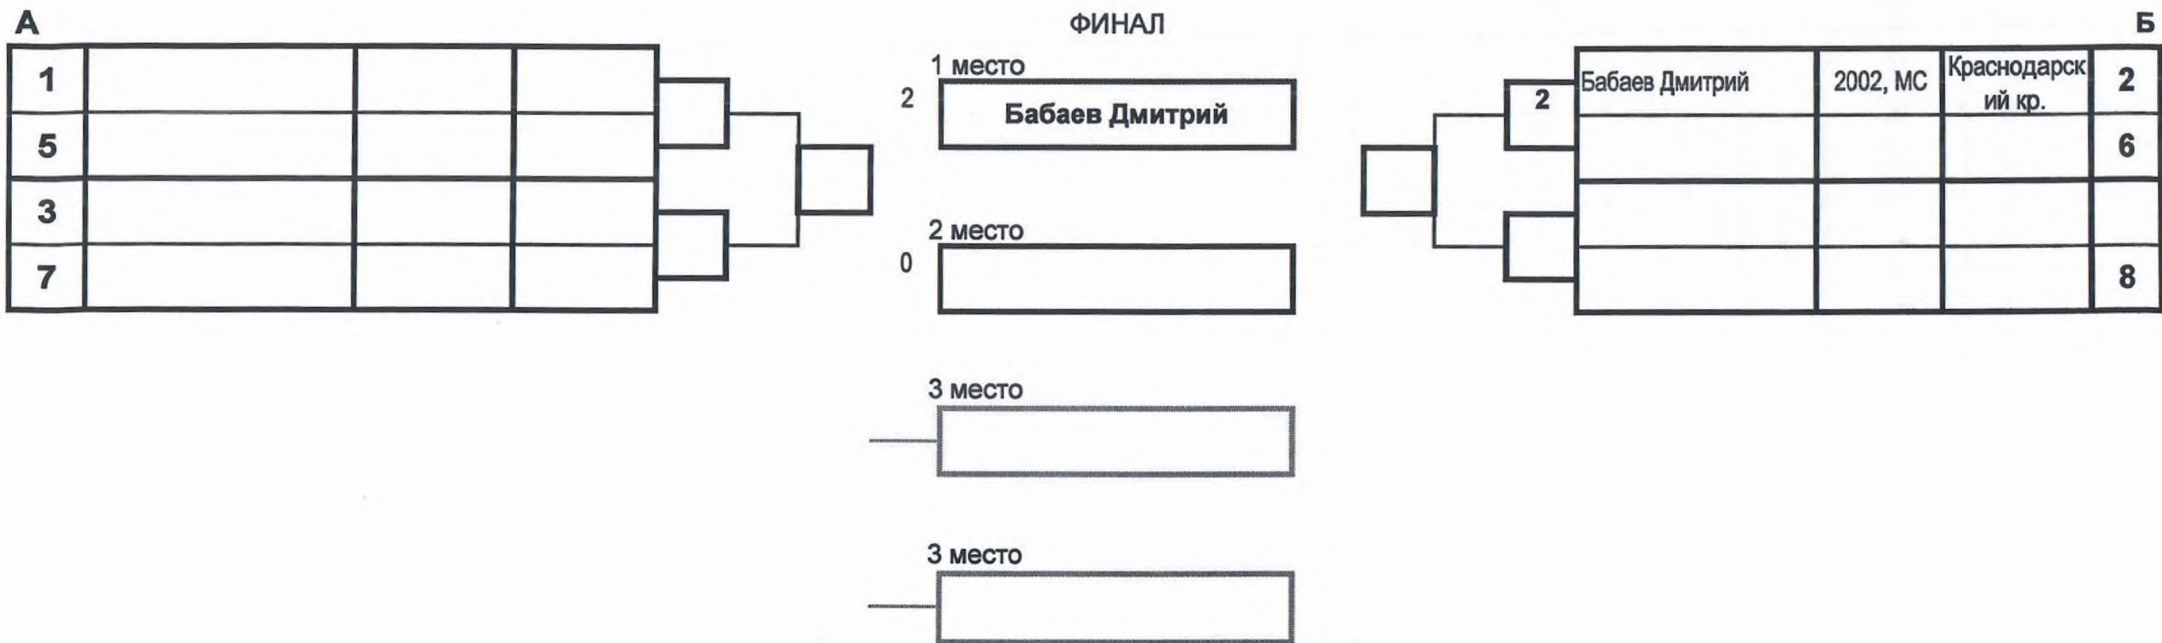 А
ФИНАЛ
Б
1
5
3
7
1 место
2
Бабаев Дмитрий
2 место
0
3 место
3 место
2
Бабаев Дмитрий
2002, МС
Краснодарск
ий кр.
2
6
8